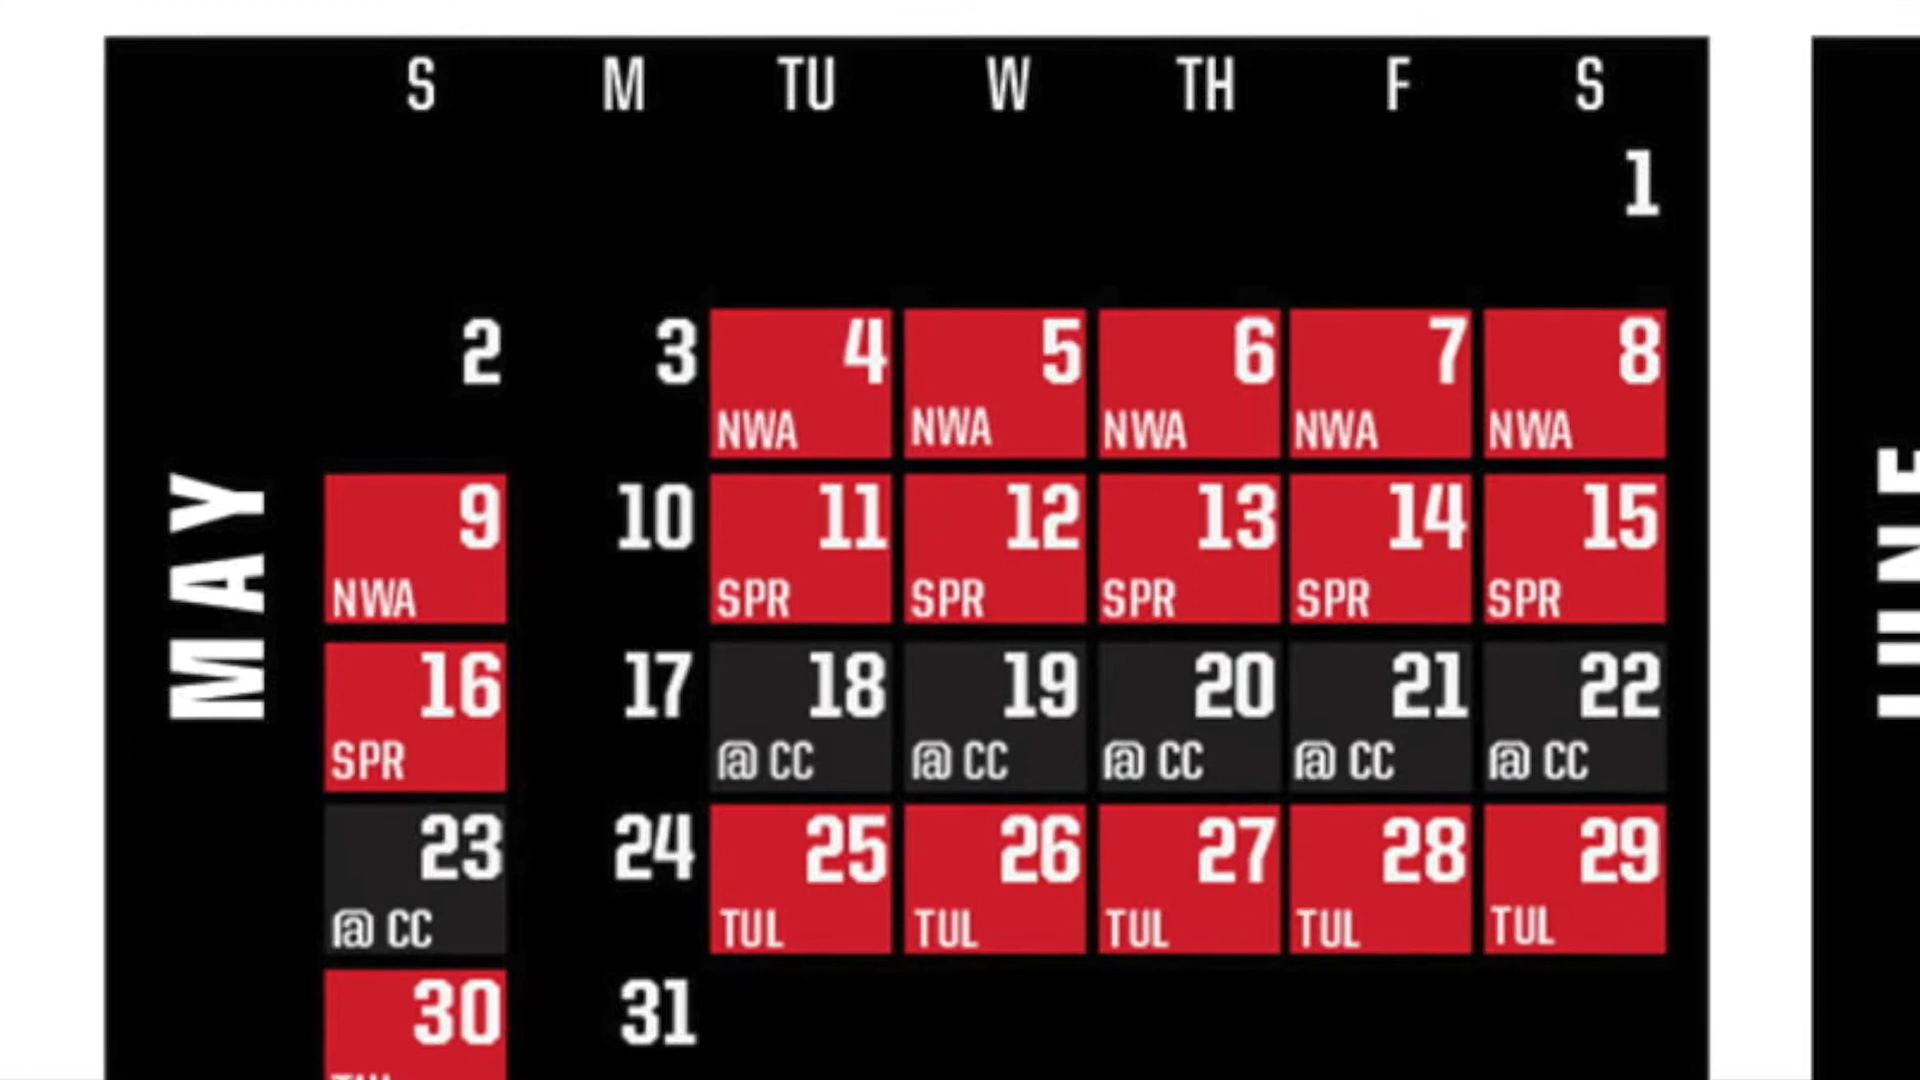 S M TU W TH F S
1
2 3 4 5 6 7 8
NWA NWA NWA NWA NWA
9 10 11 12 13 14 15
NWA SPR SPR SPR SPR SPR
16 17 18 19 20 21 22
SPR @ CC @ CC @ CC @ CC @ CC
23 24 25 26 27 28 29
@ CC TUL TUL TUL TUL TUL
30 31
MAY